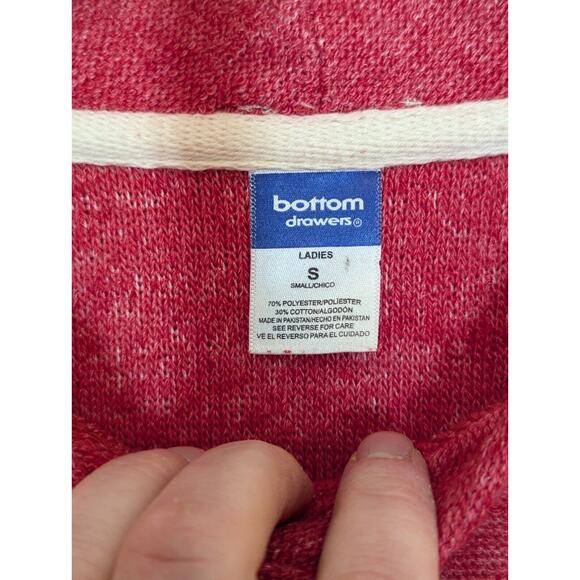 bottom
drawers®
LADIES
S
SMALL/CHICO
70% POLYESTER/POLIESTER
30% COTTON/ALGODÓN
MADE IN PAKISTAN/HECHO EN PAKISTAN
SEE REVERSE FOR CARE
VE EL REVERSO PARA EL CUIDADO